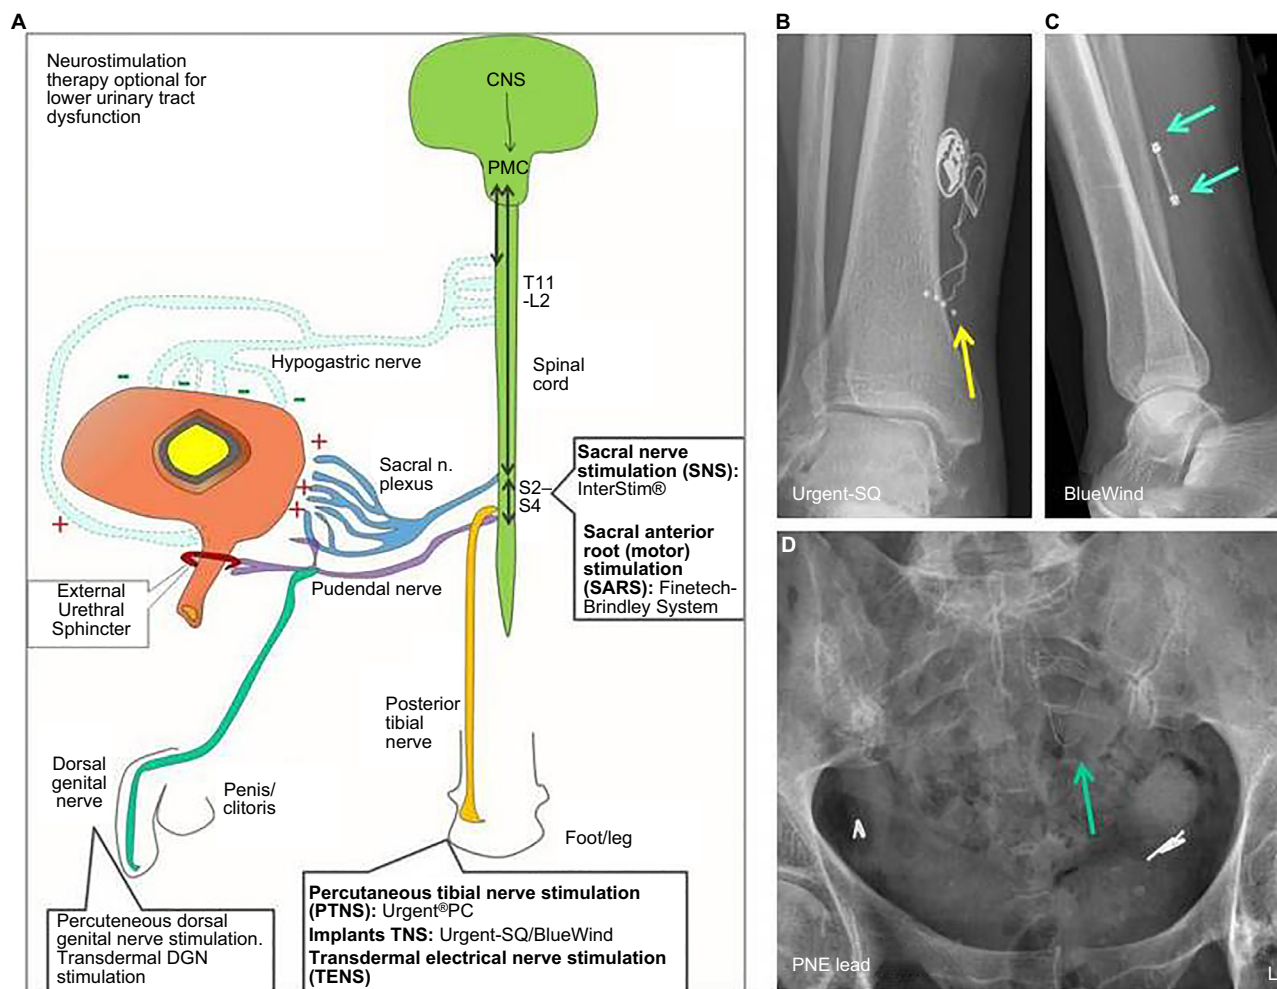 A
Neurostimulation
therapy optional for
lower urinary tract
dysfunction
CNS
PMC
T11
-L2
Hypogastric nerve
Spinal
cord
Sacral n.
plexus
S2–
S4
Sacral nerve
stimulation (SNS):
InterStim®
Sacral anterior
root (motor)
stimulation
(SARS): Finetech-
Brindley System
External
Urethral
Sphincter
Pudendal nerve
Posterior
tibial
nerve
Dorsal
genital
nerve
Penis/
clitoris
Foot/leg
Percuteneous dorsal
genital nerve stimulation.
Transdermal DGN
stimulation
Percutaneous tibial nerve stimulation
(PTNS): Urgent®PC
Implants TNS: Urgent-SQ/BlueWind
Transdermal electrical nerve stimulation
(TENS)
B
Urgent-SQ
C
BlueWind
D
PNE lead
L